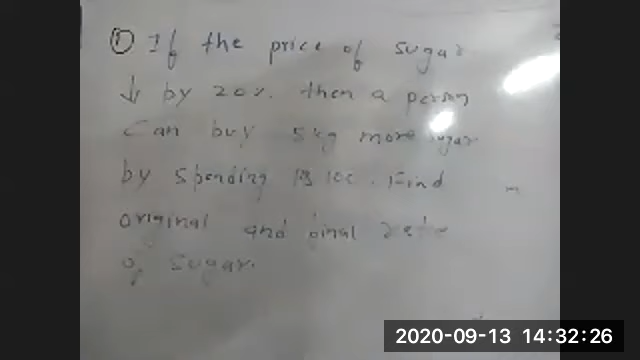 ① If the price of sugar
↓ by 20%. then a person
can buy 5kg more sugar
by spending Rs 100. Find
original and final rate
of sugar.
2020-09-13 14:32:26